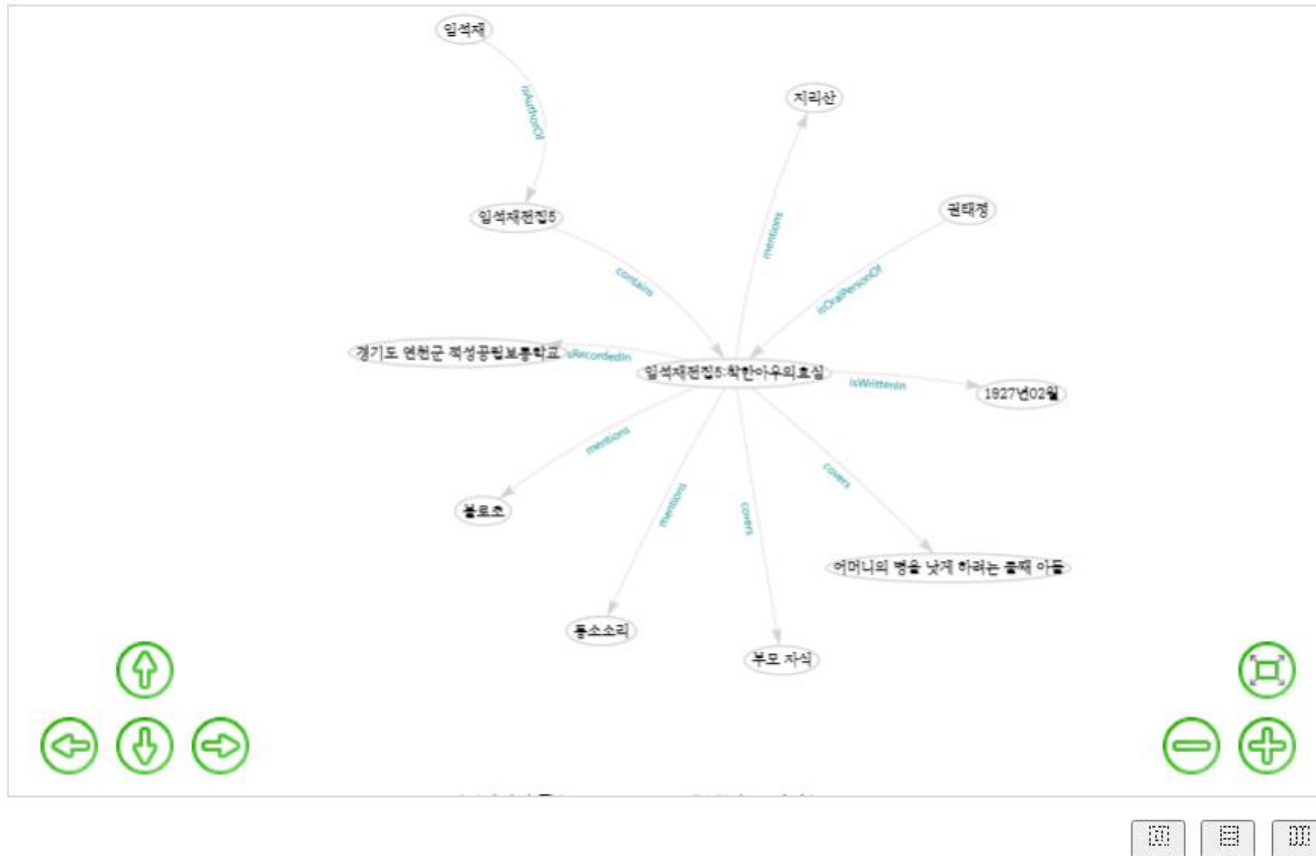 임석재
isAuthorOf
지리산
임석재전집5
권태정
mentions
contains
isOralPersonOf
경기도 연천군 적성공립보통학교
isRecordedIn
임석재전집5:착한아우의효심
isWrittenIn
1927년02월
mentions
covers
mentions
covers
불로초
어머니의 병을 낫게 하려는 둘째 아들
퉁소소리
부모 자식